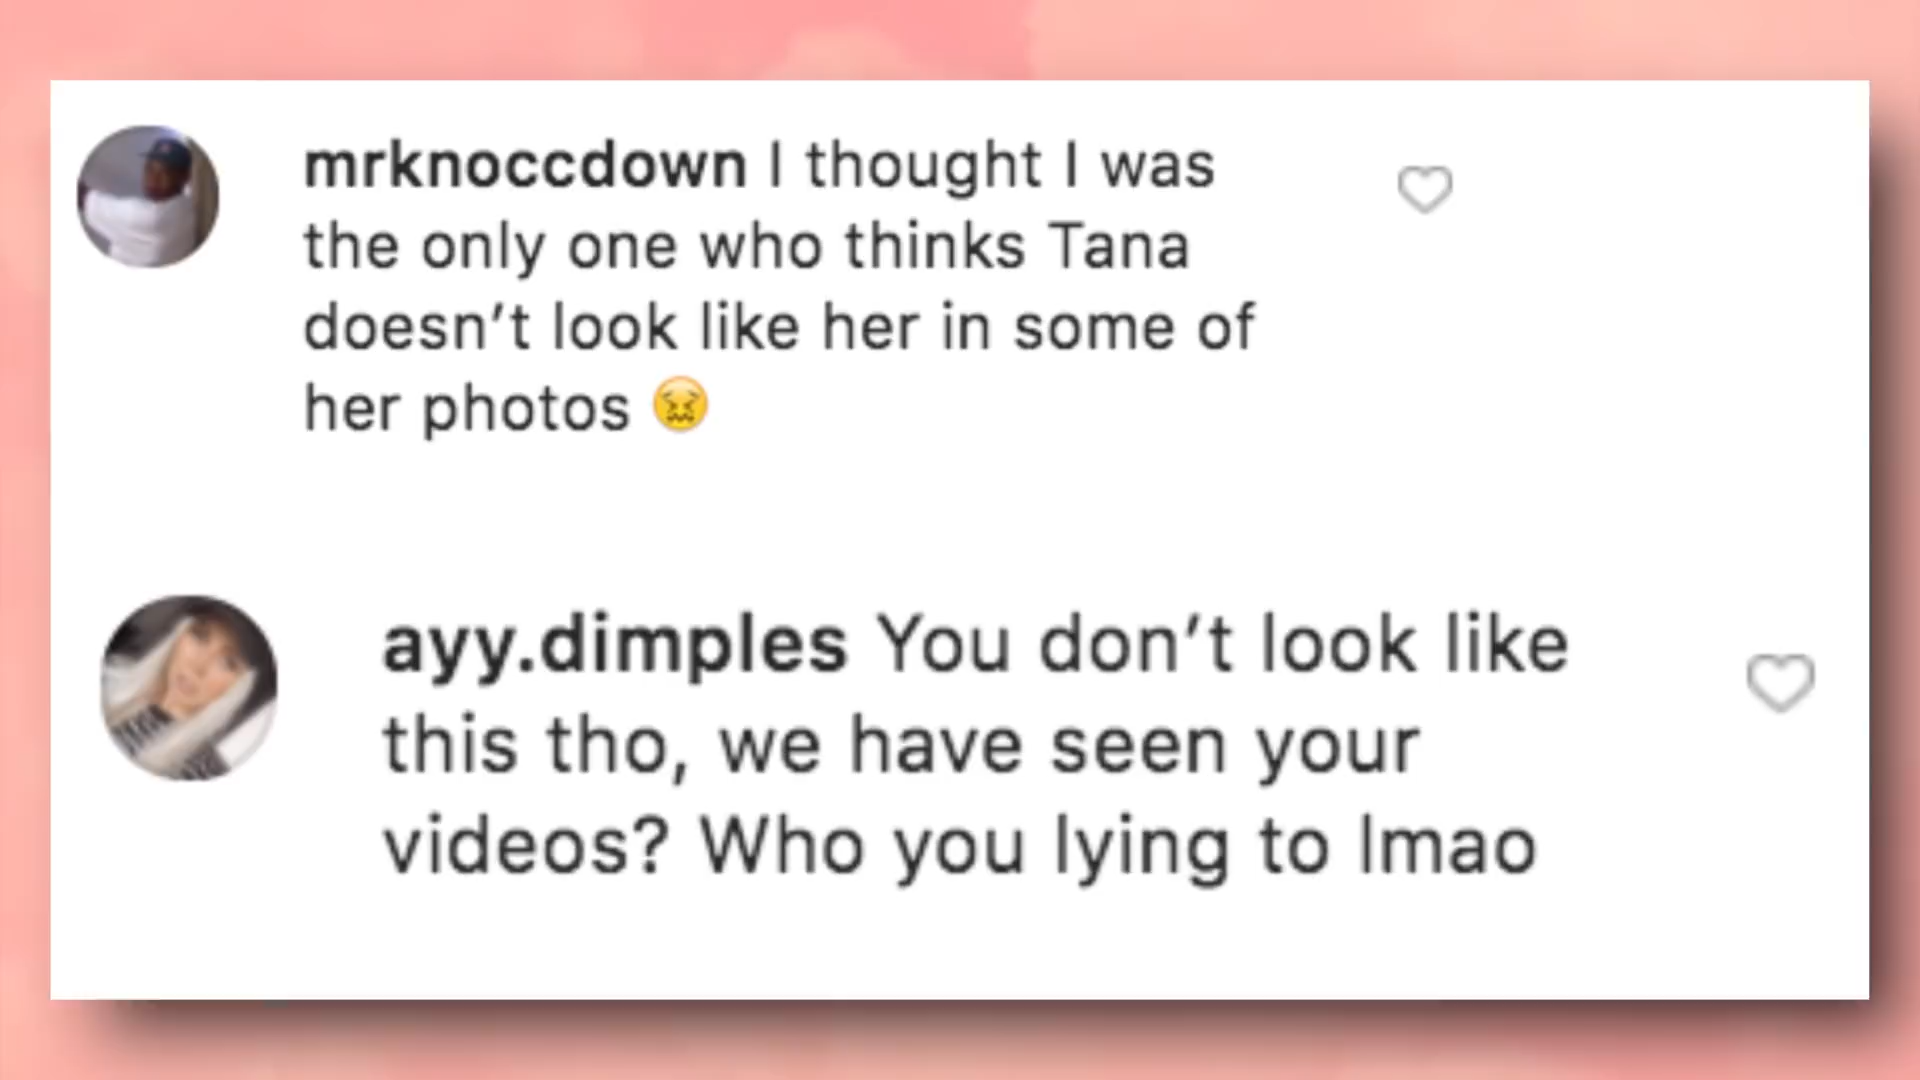 mrknoccdown I thought I was
the only one who thinks Tana
doesn’t look like her in some of
her photos 😖
ayy.dimples You don’t look like
this tho, we have seen your
videos? Who you lying to lmao